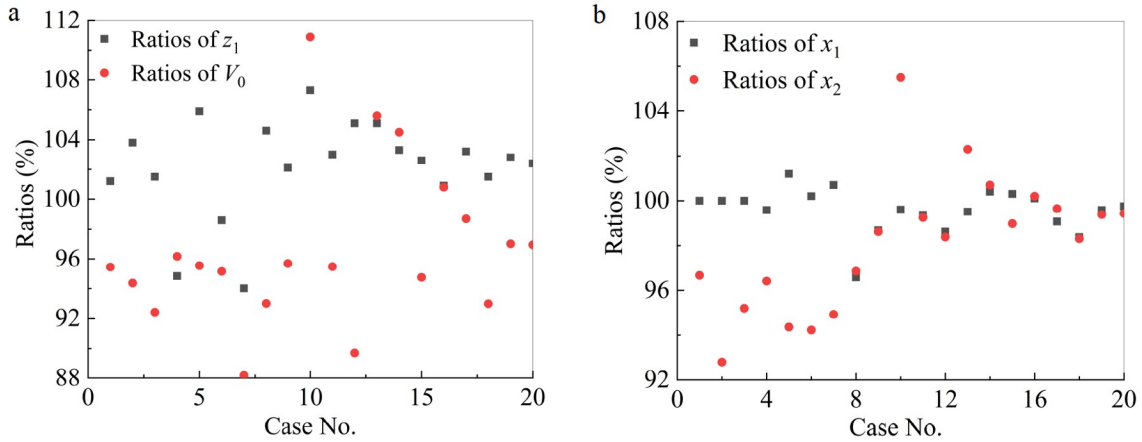 a
112
108
104
100
96
92
88
Ratios (%)
Ratios of z₁
Ratios of V₀
0 5 10 15 20
Case No.
b
108
104
100
96
92
Ratios (%)
Ratios of x₁
Ratios of x₂
0 4 8 12 16 20
Case No.